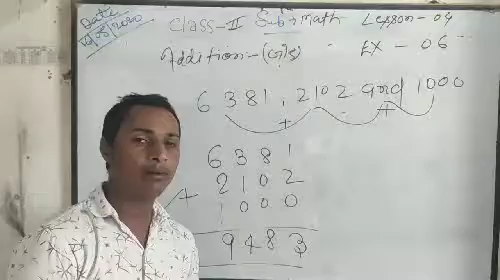 Date
Class-II Sub-math Lesson-04
Addition-(जोड़) EX-06
6381, 2102 and 1000
+ +
6381
+ 2102
1000
9483